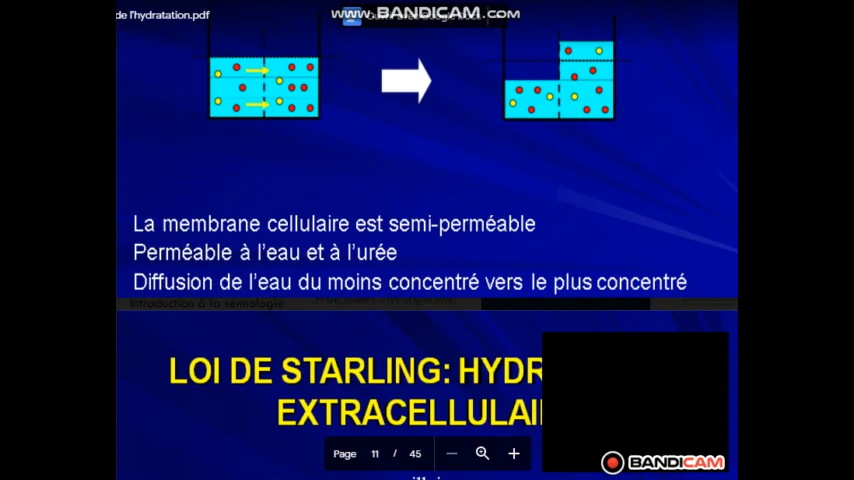 de l'hydratation.pdf
www.BANDICAM.com
La membrane cellulaire est semi-perméable
Perméable à l'eau et à l'urée
Diffusion de l'eau du moins concentré vers le plus concentré
Introduction à la sémiologie
LOI DE STARLING: HYDR
EXTRACELLULAI
Page 11 / 45
BANDICAM